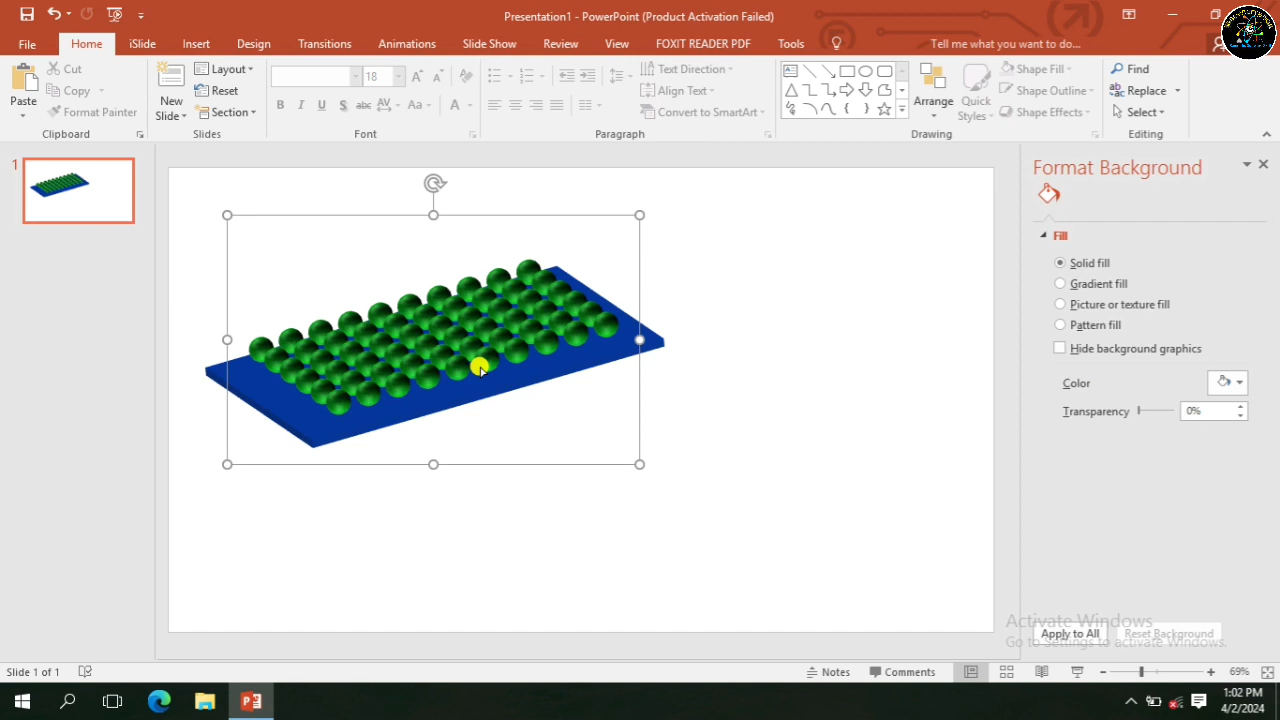 Presentation1 - PowerPoint (Product Activation Failed)
File Home iSlide Insert Design Transitions Animations Slide Show Review View FOXIT READER PDF Tools Tell me what you want to do...
Paste
Cut
Copy
Format Painter
Clipboard
New Slide
Layout
Reset
Section
Slides
18
B I U S abc AV Aa A
Font
Text Direction
Align Text
Convert to SmartArt
Paragraph
Arrange
Quick Styles
Shape Fill
Shape Outline
Shape Effects
Drawing
Find
Replace
Select
Editing
1
Format Background
Fill
Solid fill
Gradient fill
Picture or texture fill
Pattern fill
Hide background graphics
Color
Transparency 0%
Activate Windows
Go to Settings to activate Windows.
Apply to All Reset Background
Slide 1 of 1 Notes Comments 69%
1:02 PM
4/2/2024